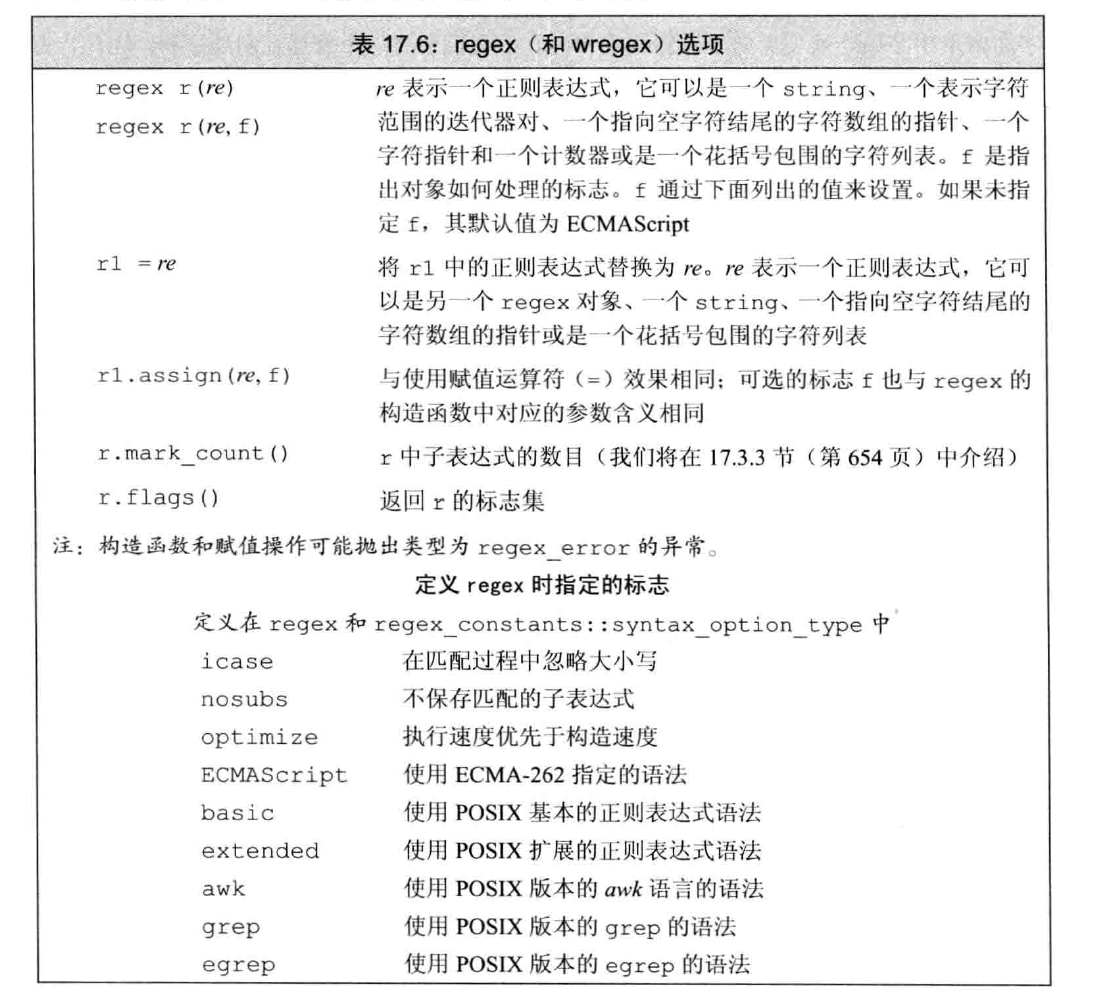 表 17.6：regex（和 wregex）选项
regex r(re) re 表示一个正则表达式，它可以是一个 string、一个表示字符
regex r(re, f) 范围的迭代器对、一个指向空字符结尾的字符数组的指针、一个
字符指针和一个计数器或是一个花括号包围的字符列表。f 是指
出对象如何处理的标志。f 通过下面列出的值来设置。如果未指
定 f，其默认值为 ECMAScript
r1 = re 将 r1 中的正则表达式替换为 re。re 表示一个正则表达式，它可
以是另一个 regex 对象、一个 string、一个指向空字符结尾的
字符数组的指针或是一个花括号包围的字符列表
r1.assign(re, f) 与使用赋值运算符（=）效果相同；可选的标志 f 也与 regex 的
构造函数中对应的参数含义相同
r.mark_count() r 中子表达式的数目（我们将在 17.3.3 节（第 654 页）中介绍）
r.flags() 返回 r 的标志集
注：构造函数和赋值操作可能抛出类型为 regex_error 的异常。
定义 regex 时指定的标志
定义在 regex 和 regex_constants::syntax_option_type 中
icase 在匹配过程中忽略大小写
nosubs 不保存匹配的子表达式
optimize 执行速度优先于构造速度
ECMAScript 使用 ECMA-262 指定的语法
basic 使用 POSIX 基本的正则表达式语法
extended 使用 POSIX 扩展的正则表达式语法
awk 使用 POSIX 版本的 awk 语言的语法
grep 使用 POSIX 版本的 grep 的语法
egrep 使用 POSIX 版本的 egrep 的语法